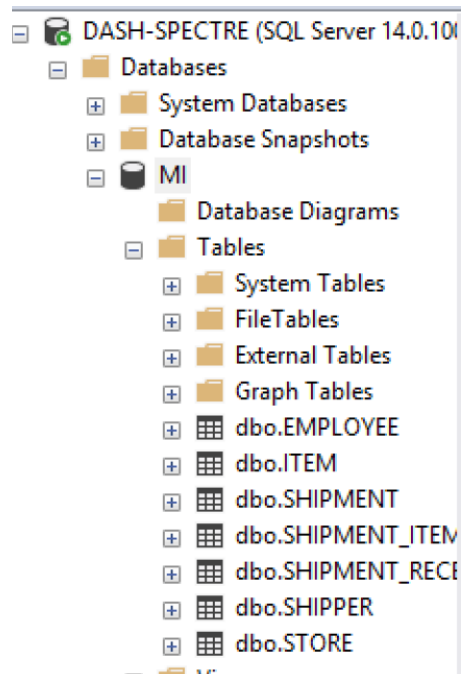 DASH-SPECTRE (SQL Server 14.0.100
Databases
System Databases
Database Snapshots
MI
Database Diagrams
Tables
System Tables
FileTables
External Tables
Graph Tables
dbo.EMPLOYEE
dbo.ITEM
dbo.SHIPMENT
dbo.SHIPMENT_ITEM
dbo.SHIPMENT_RECE
dbo.SHIPPER
dbo.STORE